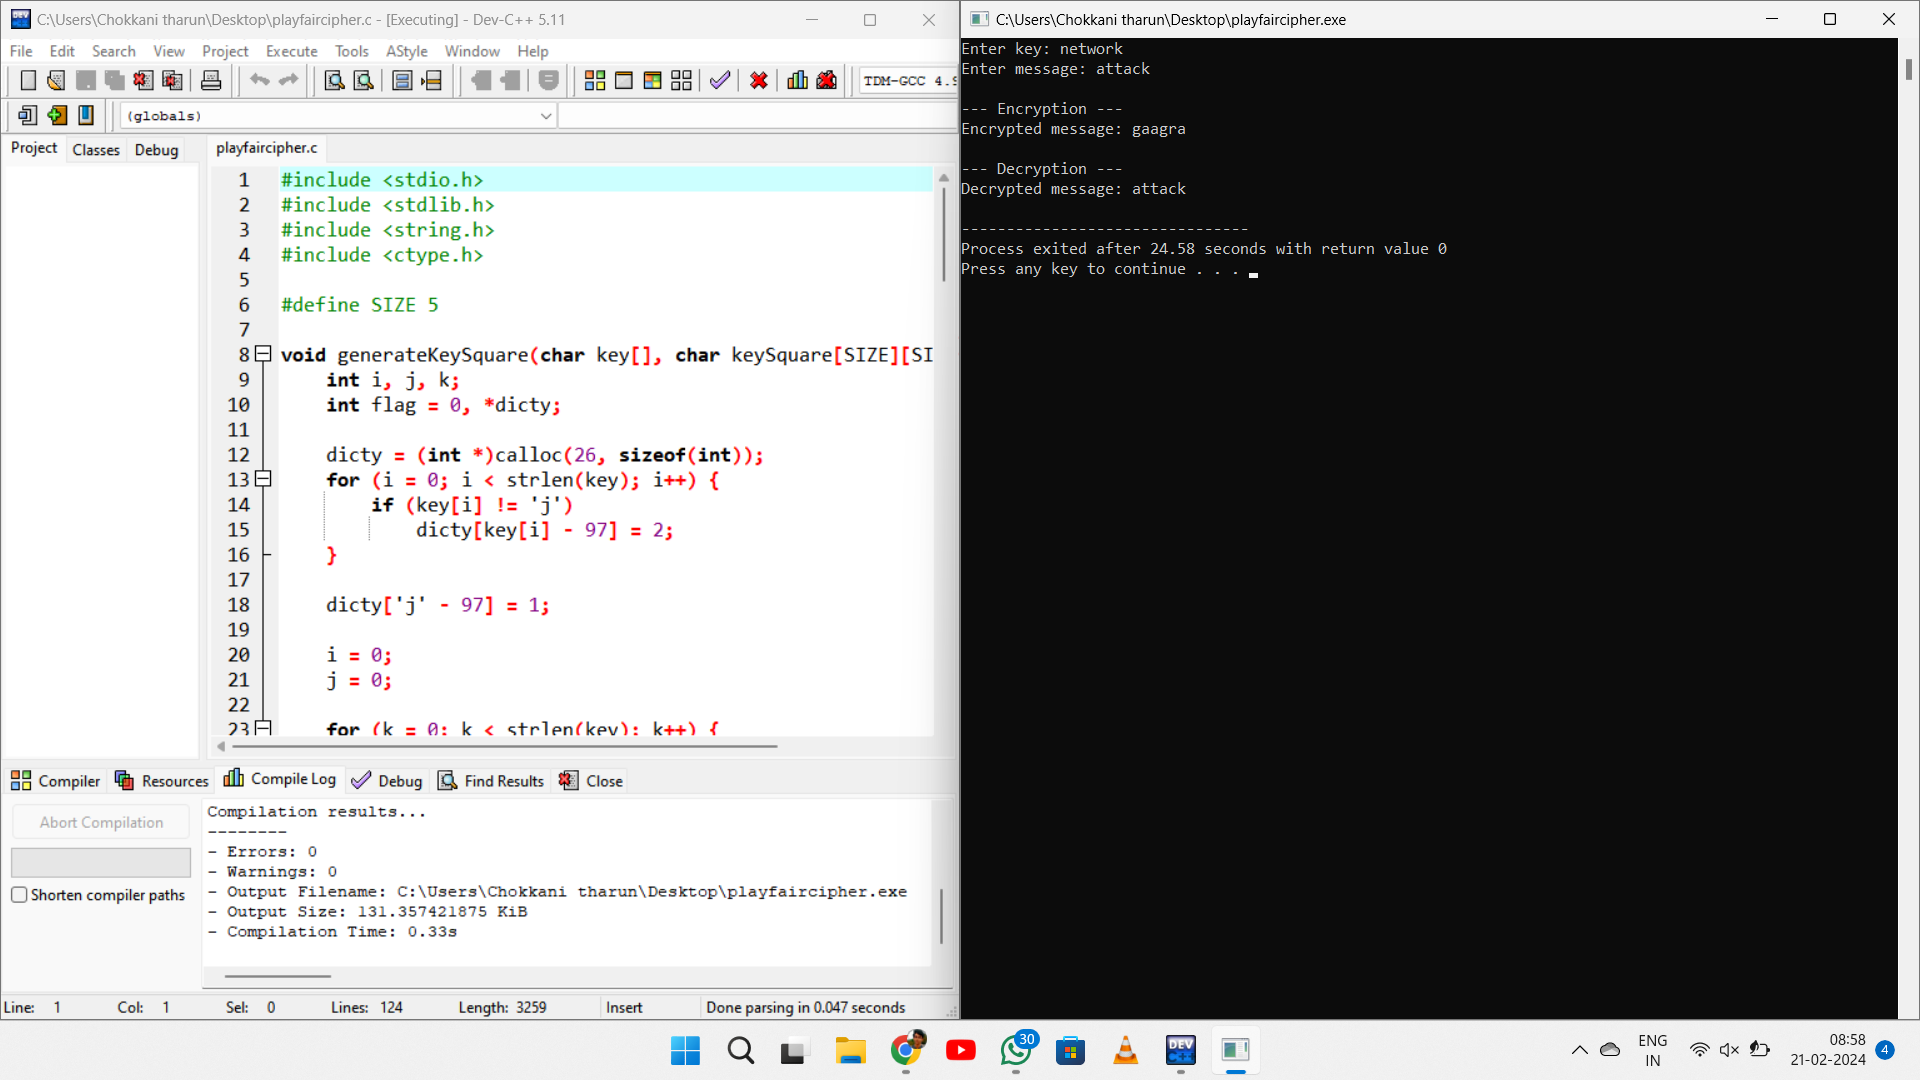 C:\Users\Chokkani tharun\Desktop\playfaircipher.c - [Executing] - Dev-C++ 5.11
File Edit Search View Project Execute Tools AStyle Window Help
TDM-GCC 4.9
(globals)
Project Classes Debug
playfaircipher.c
1 #include <stdio.h>
2 #include <stdlib.h>
3 #include <string.h>
4 #include <ctype.h>
5
6 #define SIZE 5
7
8 void generateKeySquare(char key[], char keySquare[SIZE][SI
9 int i, j, k;
10 int flag = 0, *dicty;
11
12 dicty = (int *)calloc(26, sizeof(int));
13 for (i = 0; i < strlen(key); i++) {
14 if (key[i] != 'j')
15 dicty[key[i] - 97] = 2;
16 }
17
18 dicty['j' - 97] = 1;
19
20 i = 0;
21 j = 0;
22
23 for (k = 0; k < strlen(key); k++) {
Compiler Resources Compile Log Debug Find Results Close
Abort Compilation
Shorten compiler paths
Compilation results...
--------
- Errors: 0
- Warnings: 0
- Output Filename: C:\Users\Chokkani tharun\Desktop\playfaircipher.exe
- Output Size: 131.357421875 KiB
- Compilation Time: 0.33s
Line: 1 Col: 1 Sel: 0 Lines: 124 Length: 3259 Insert Done parsing in 0.047 seconds
C:\Users\Chokkani tharun\Desktop\playfaircipher.exe
Enter key: network
Enter message: attack
--- Encryption ---
Encrypted message: gaagra
--- Decryption ---
Decrypted message: attack
--------------------------------
Process exited after 24.58 seconds with return value 0
Press any key to continue . . .
30
DEV
C++
ENG
IN
08:58
21-02-2024
4